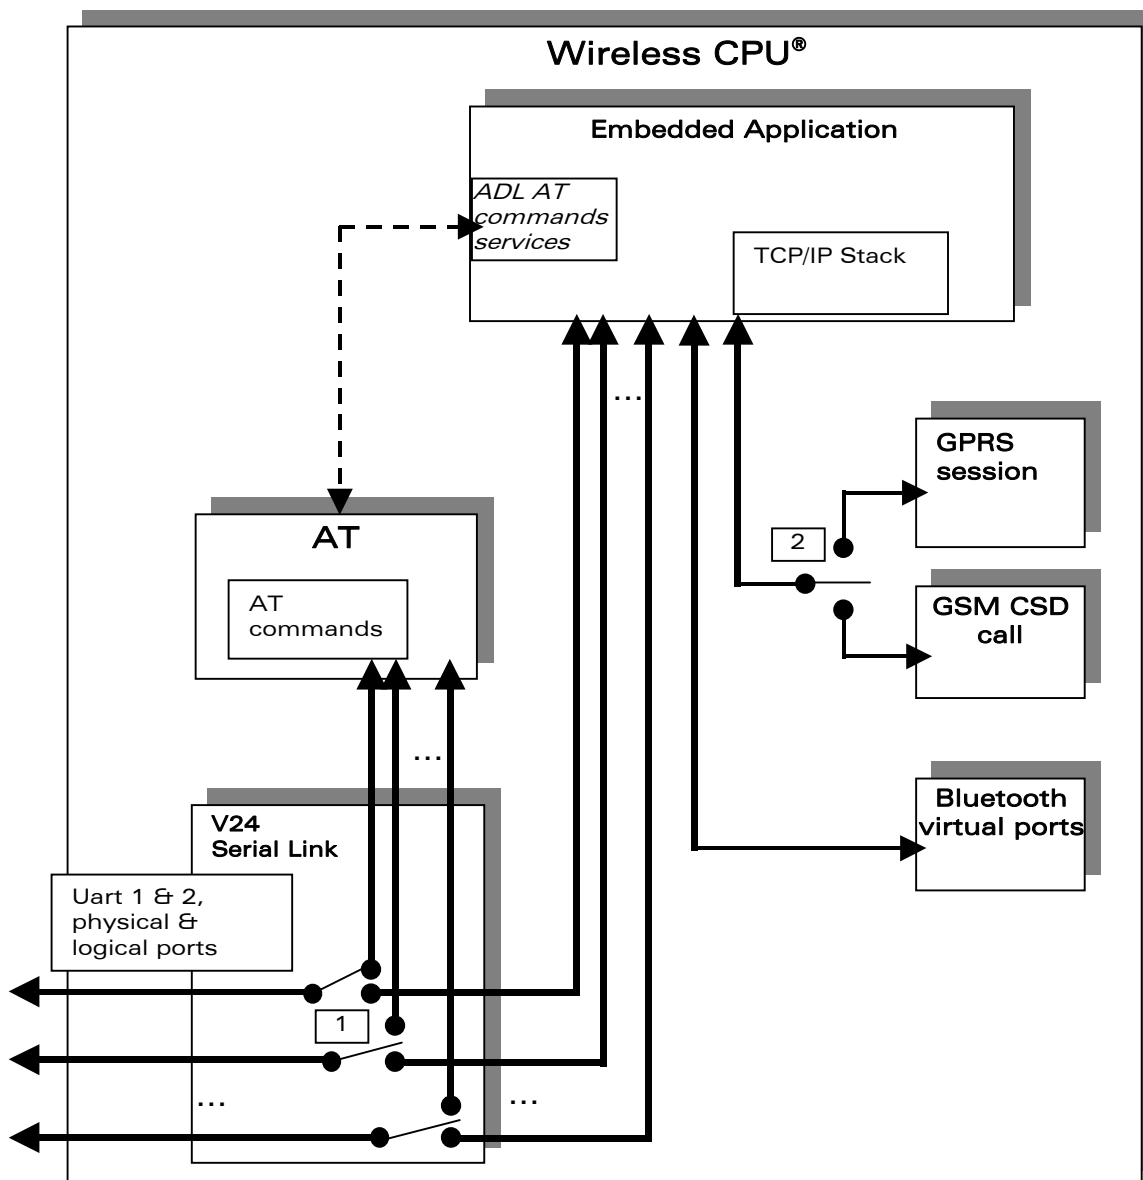 Wireless CPU®
Embedded Application
ADL AT
commands
services
TCP/IP Stack
...
GPRS
session
2
AT
GSM CSD
call
AT
commands
...
Bluetooth
virtual ports
V24
Serial Link
Uart 1 & 2,
physical &
logical ports
1
...
...